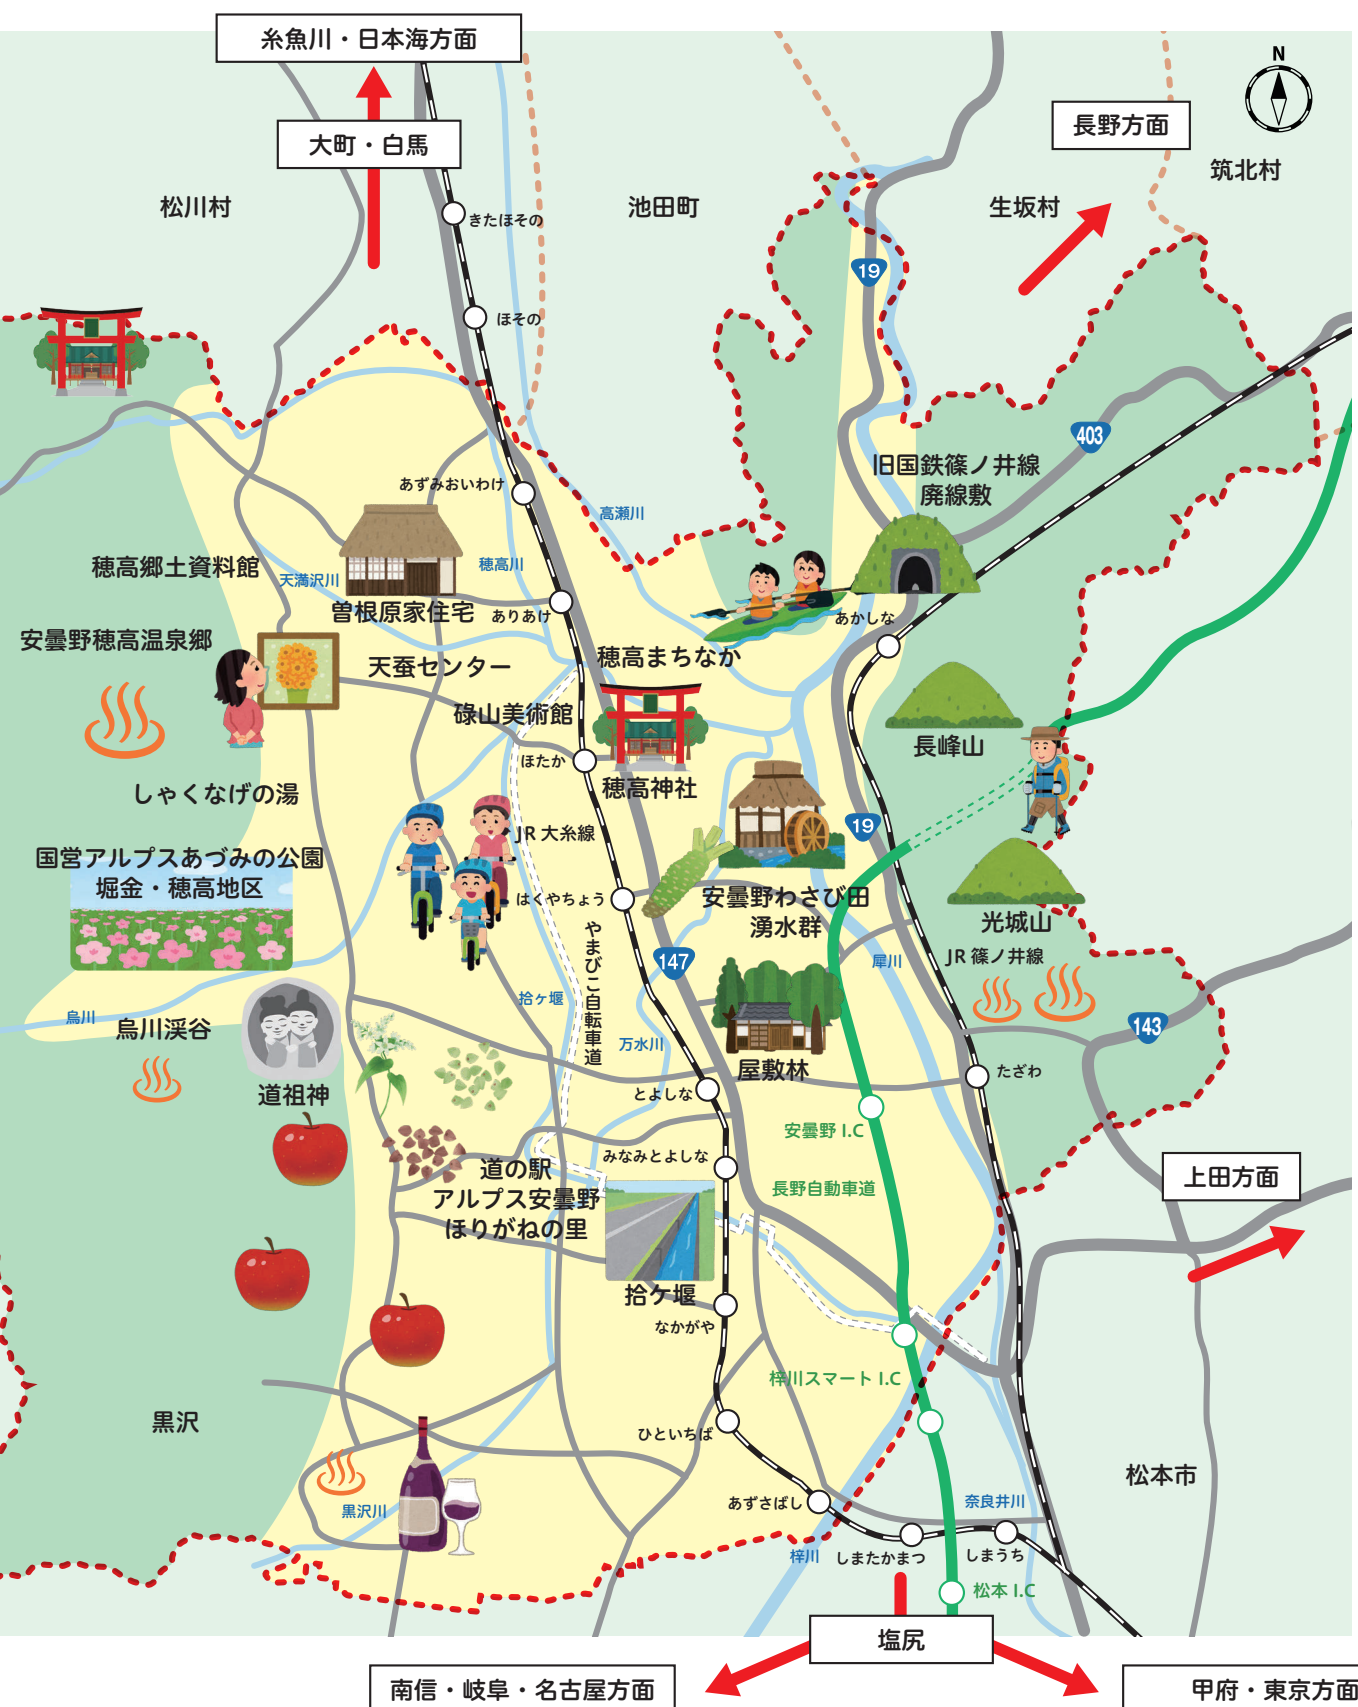 糸魚川・日本海方面
N
大町・白馬
長野方面
筑北村
松川村
池田町
生坂村
きたほその
19
ほその
403
旧国鉄篠ノ井線
廃線敷
あずみおいわけ
高瀬川
穂高川
穂高郷土資料館
天満沢川
曽根原家住宅
ありあけ
あかしな
安曇野穂高温泉郷
天蚕センター
穂高まちなか
碌山美術館
長峰山
ほたか
穂高神社
しゃくなげの湯
JR 大糸線
19
国営アルプスあづみの公園
堀金・穂高地区
はくやちょう
安曇野わさび田
湧水群
光城山
やまびこ自転車道
147
犀川
JR 篠ノ井線
拾ヶ堰
烏川
烏川渓谷
万水川
143
屋敷林
たざわ
道祖神
とよしな
安曇野 I.C
みなみとよしな
道の駅
アルプス安曇野
ほりがねの里
長野自動車道
上田方面
拾ケ堰
なかがや
梓川スマート I.C
黒沢
ひといちば
松本市
あずさばし
奈良井川
黒沢川
梓川
しまたかまつ
しまうち
松本 I.C
塩尻
南信・岐阜・名古屋方面
甲府・東京方面